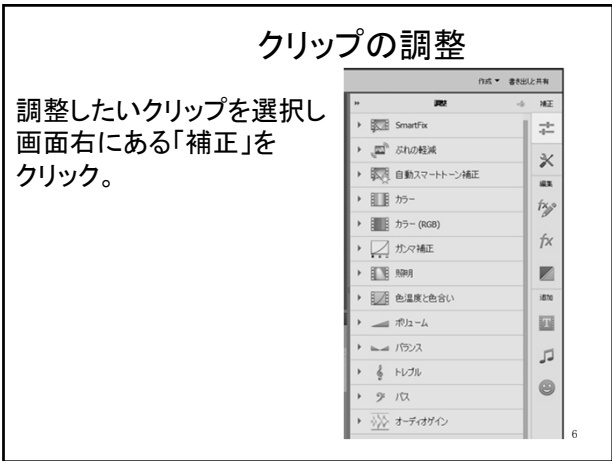 クリップの調整
調整したいクリップを選択し
画面右にある「補正」を
クリック。
作成 書き出しと共有
調整 補正
SmartFix
ぶれの軽減
自動スマートトーン補正
カラー
カラー (RGB)
ガンマ補正
照明
色温度と色合い
ボリューム
バランス
トレブル
バス
オーディオゲイン
編集
fx
fx
追加
T
6